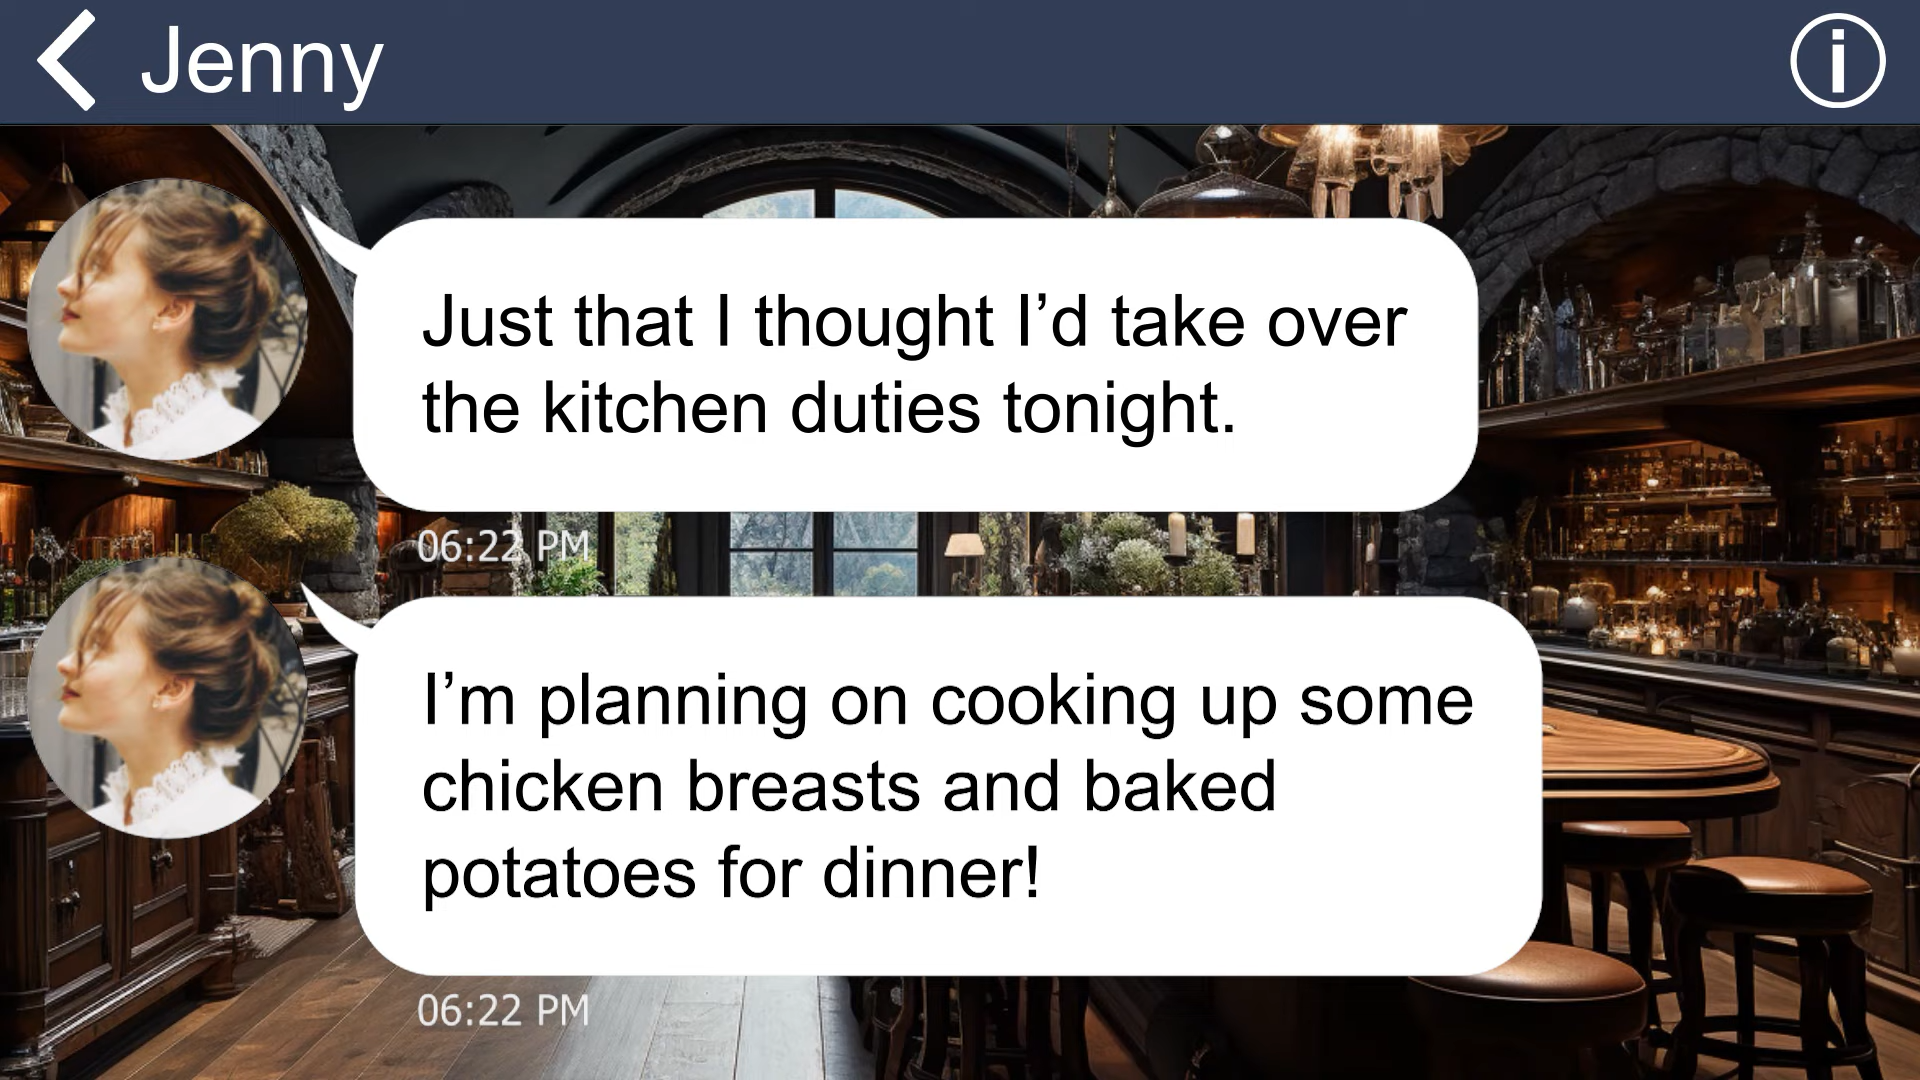 Jenny
Just that I thought I’d take over
the kitchen duties tonight.
06:22 PM
I’m planning on cooking up some
chicken breasts and baked
potatoes for dinner!
06:22 PM